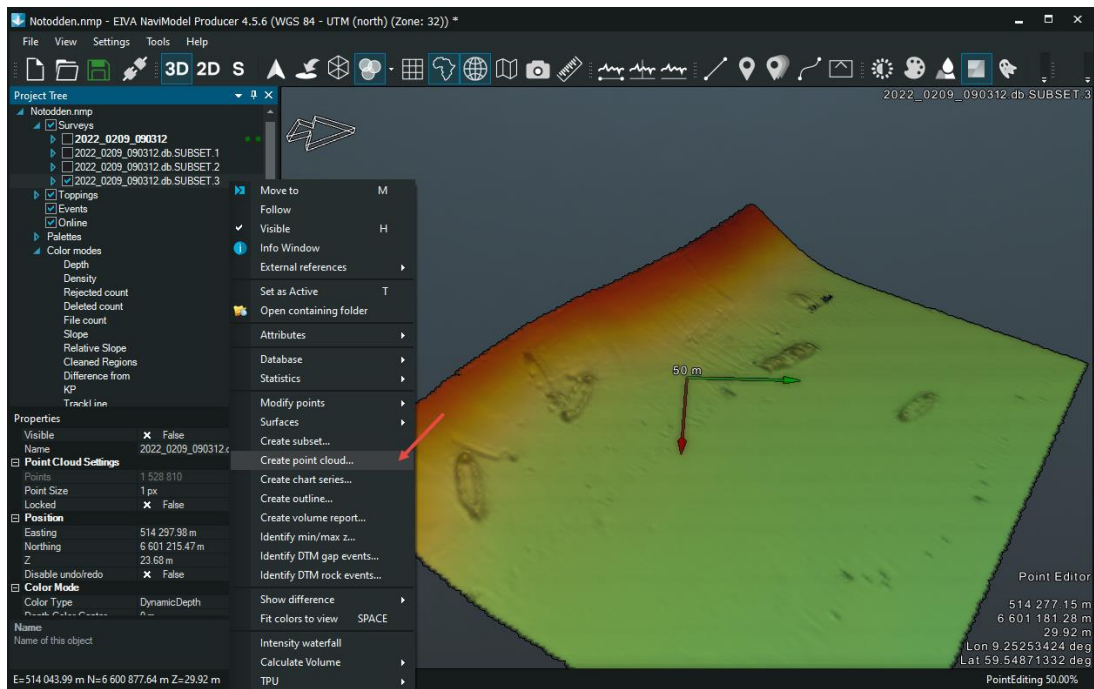 Notodden.nmp - EIVA NaviModel Producer 4.5.6 (WGS 84 - UTM (north) (Zone: 32)) *
File View Settings Tools Help
3D 2D S
Project Tree
2022_0209_090312.db.SUBSET.3
Notodden.nmp
Surveys
2022_0209_090312
2022_0209_090312.db.SUBSET.1
2022_0209_090312.db.SUBSET.2
2022_0209_090312.db.SUBSET.3
Toppings
Events
Online
Palettes
Color modes
Depth
Density
Rejected count
Deleted count
File count
Slope
Relative Slope
Cleaned Regions
Difference from
KP
TrackLine
Properties
Visible False
Name 2022_0209_090312.
Point Cloud Settings
Points 1 528 810
Point Size 1 px
Locked False
Position
Easting 514 297.98 m
Northing 6 601 215.47 m
Z 23.68 m
Disable undo/redo False
Color Mode
Color Type DynamicDepth
Name
Name of this object
Move to M
Follow
Visible H
Info Window
External references
Set as Active T
Open containing folder
Attributes
Database
Statistics
Modify points
Surfaces
Create subset...
Create point cloud...
Create chart series...
Create outline...
Create volume report...
Identify min/max z...
Identify DTM gap events...
Identify DTM rock events...
Show difference
Fit colors to view SPACE
Intensity waterfall
Calculate Volume
TPU
50 m
Point Editor
514 277.15 m
6 601 181.28 m
29.92 m
Lon 9.25253424 deg
Lat 59.54871332 deg
E=514 043.99 m N=6 600 877.64 m Z=29.92 m
PointEditing 50.00%